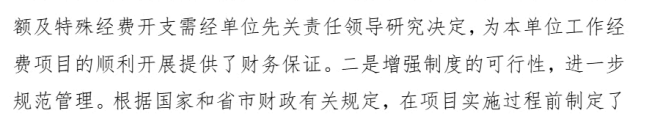 额及特殊经费开支需经单位先关责任领导研究决定，为本单位工作经
费项目的顺利开展提供了财务保证。二是增强制度的可行性，进一步
规范管理。根据国家和省市财政有关规定，在项目实施过程前制定了